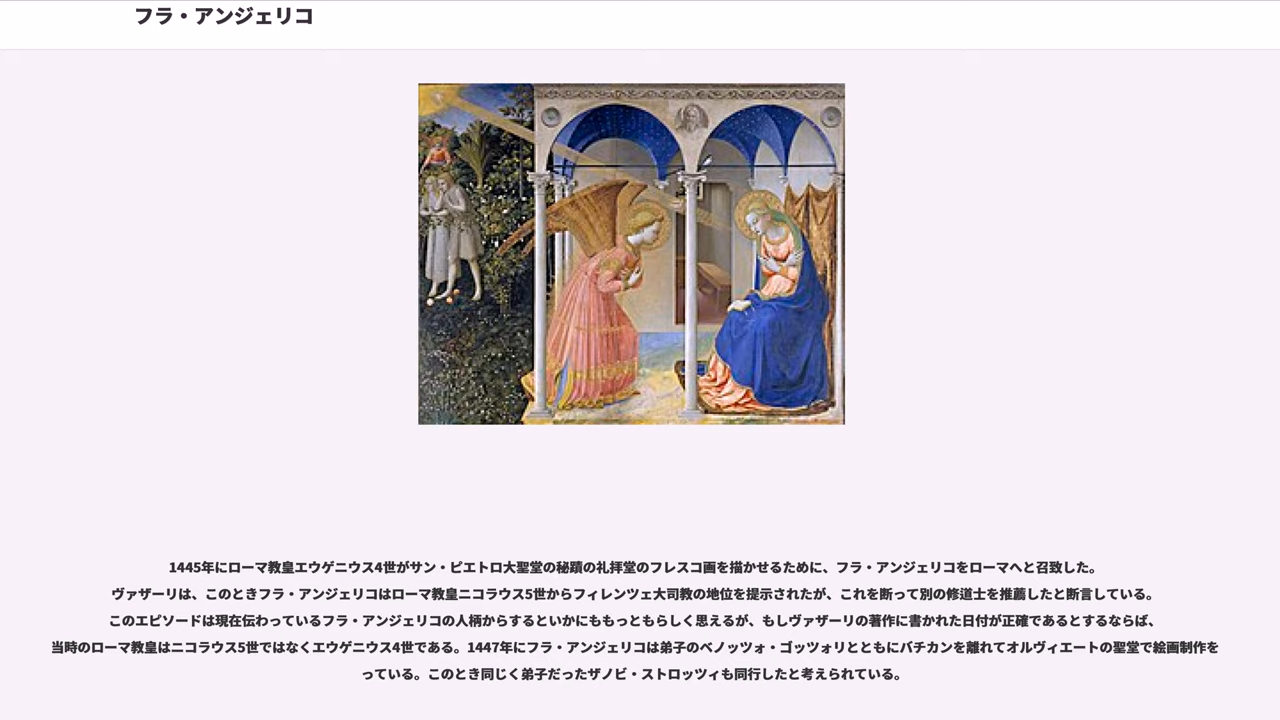 フラ・アンジェリコ
1445年にローマ教皇エウゲニウス4世がサン・ピエトロ大聖堂の秘蹟の礼拝堂のフレスコ画を描かせるために、フラ・アンジェリコをローマへと召致した。
ヴァザーリは、このときフラ・アンジェリコはローマ教皇ニコラウス5世からフィレンツェ大司教の地位を提示されたが、これを断って別の修道士を推薦したと断言している。
このエピソードは現在伝わっているフラ・アンジェリコの人柄からするといかにももっともらしく思えるが、もしヴァザーリの著作に書かれた日付が正確であるとするならば、
当時のローマ教皇はニコラウス5世ではなくエウゲニウス4世である。1447年にフラ・アンジェリコは弟子のベノッツォ・ゴッツォリとともにバチカンを離れてオルヴィエートの聖堂で絵画制作を
っている。このとき同じく弟子だったザノビ・ストロッツィも同行したと考えられている。